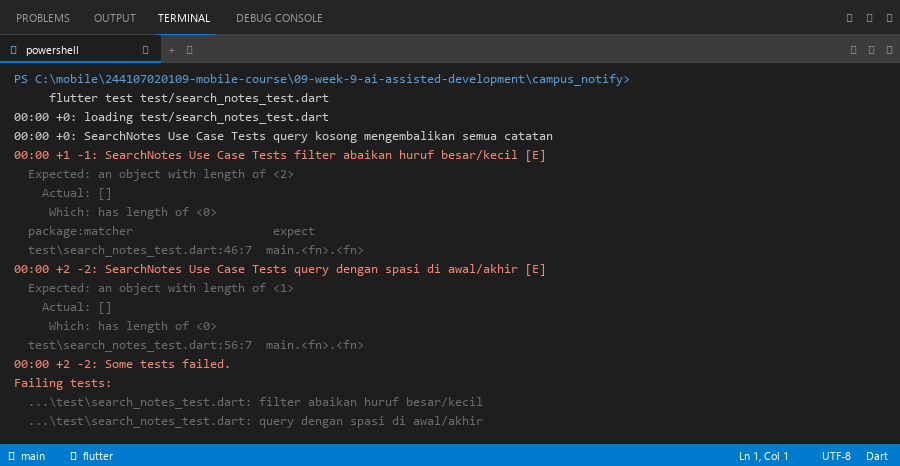 PROBLEMS OUTPUT TERMINAL DEBUG CONSOLE
powershell +
PS C:\mobile\244107020109-mobile-course\09-week-9-ai-assisted-development\campus_notify>
flutter test test/search_notes_test.dart
00:00 +0: loading test/search_notes_test.dart
00:00 +0: SearchNotes Use Case Tests query kosong mengembalikan semua catatan
00:00 +1 -1: SearchNotes Use Case Tests filter abaikan huruf besar/kecil [E]
Expected: an object with length of <2>
Actual: []
Which: has length of <0>
package:matcher expect
test\search_notes_test.dart:46:7 main.<fn>.<fn>
00:00 +2 -2: SearchNotes Use Case Tests query dengan spasi di awal/akhir [E]
Expected: an object with length of <1>
Actual: []
Which: has length of <0>
test\search_notes_test.dart:56:7 main.<fn>.<fn>
00:00 +2 -2: Some tests failed.
Failing tests:
...\test\search_notes_test.dart: filter abaikan huruf besar/kecil
...\test\search_notes_test.dart: query dengan spasi di awal/akhir
main flutter Ln 1, Col 1 UTF-8 Dart